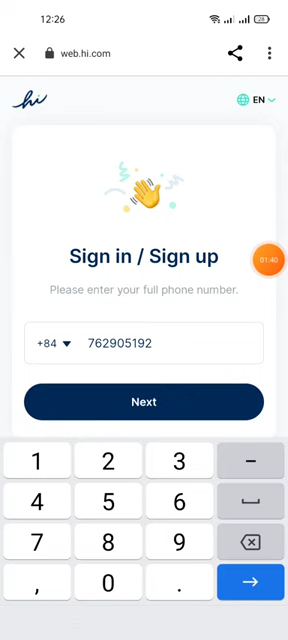 12:26
28
web.hi.com
hi
EN
01:40
Sign in / Sign up
Please enter your full phone number.
+84 762905192
Next
1 2 3 -
4 5 6
7 8 9
, 0 .